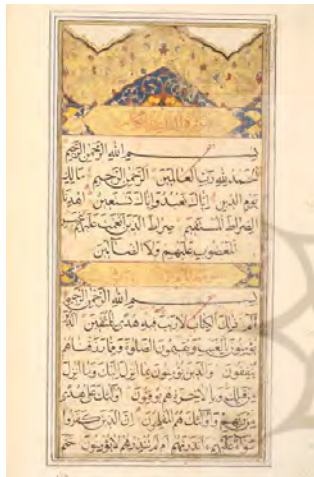 بسم الله الرحمن الرحيم
الحمد لله رب العالمين الرحمن الرحيم مالك
يوم الدين اياك نعبد واياك نستعين اهدنا
الصراط المستقيم صراط الذين انعمت عليهم غير
المغضوب عليهم ولا الضالين
بسم الله الرحمن الرحيم
الم ذلك الكتاب لا ريب فيه هدى للمتقين الذين
يؤمنون بالغيب ويقيمون الصلوة ومما رزقناهم
ينفقون والذين يؤمنون بما انزل اليك وما انزل
من قبلك وبالاخرة هم يوقنون اولئك على هدى
من ربهم واولئك هم المفلحون ان الذين كفروا
سواء عليهم ءانذرتهم ام لم تنذرهم لا يؤمنون ختم